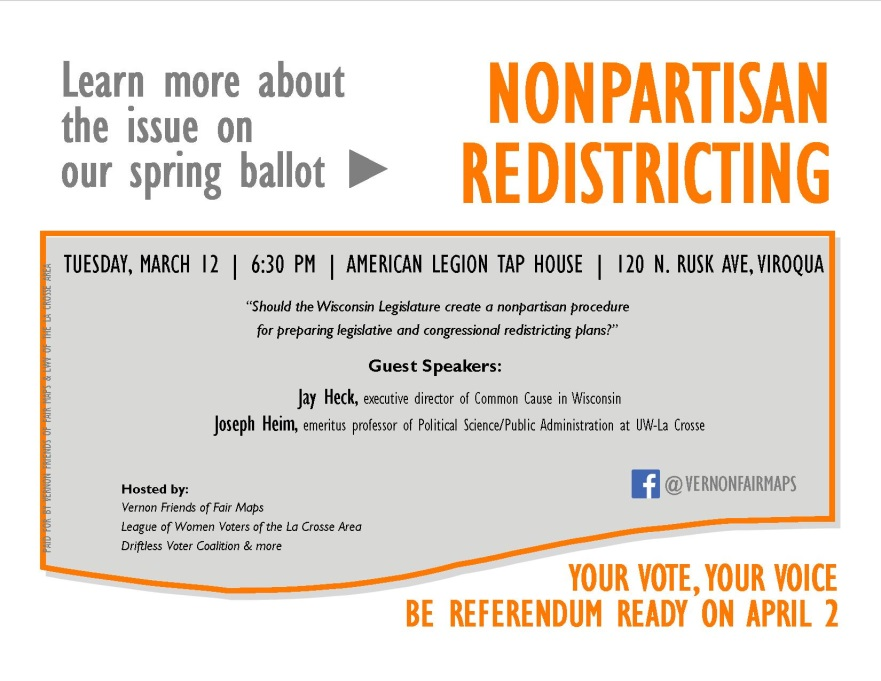 Learn more about
the issue on
our spring ballot ►
NONPARTISAN
REDISTRICTING
TUESDAY, MARCH 12 | 6:30 PM | AMERICAN LEGION TAP HOUSE | 120 N. RUSK AVE, VIROQUA
“Should the Wisconsin Legislature create a nonpartisan procedure
for preparing legislative and congressional redistricting plans?”
Guest Speakers:
Jay Heck, executive director of Common Cause in Wisconsin
Joseph Heim, emeritus professor of Political Science/Public Administration at UW-La Crosse
Hosted by:
Vernon Friends of Fair Maps
League of Women Voters of the La Crosse Area
Driftless Voter Coalition & more
f @VERNONFAIRMAPS
PAID FOR BY VERNON FRIENDS OF FAIR MAPS & LWV OF THE LA CROSSE AREA
YOUR VOTE, YOUR VOICE
BE REFERENDUM READY ON APRIL 2